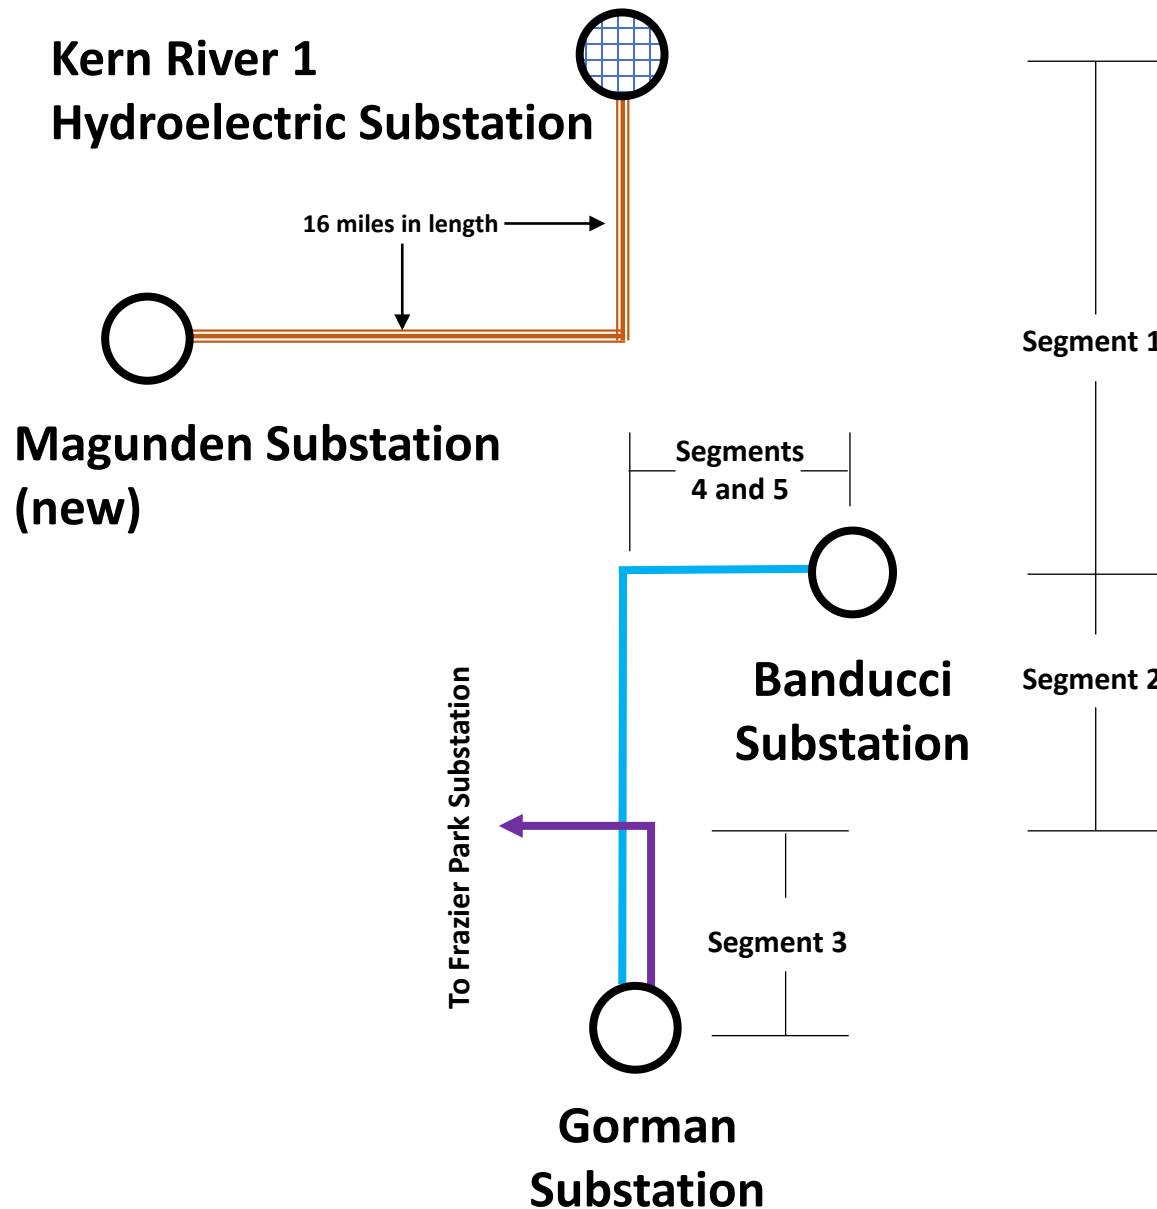 Kern River 1
Hydroelectric Substation
16 miles in length
Segment 1
Magunden Substation
(new)
Segments
4 and 5
Banducci
Substation
Segment 2
To Frazier Park Substation
Segment 3
Gorman
Substation